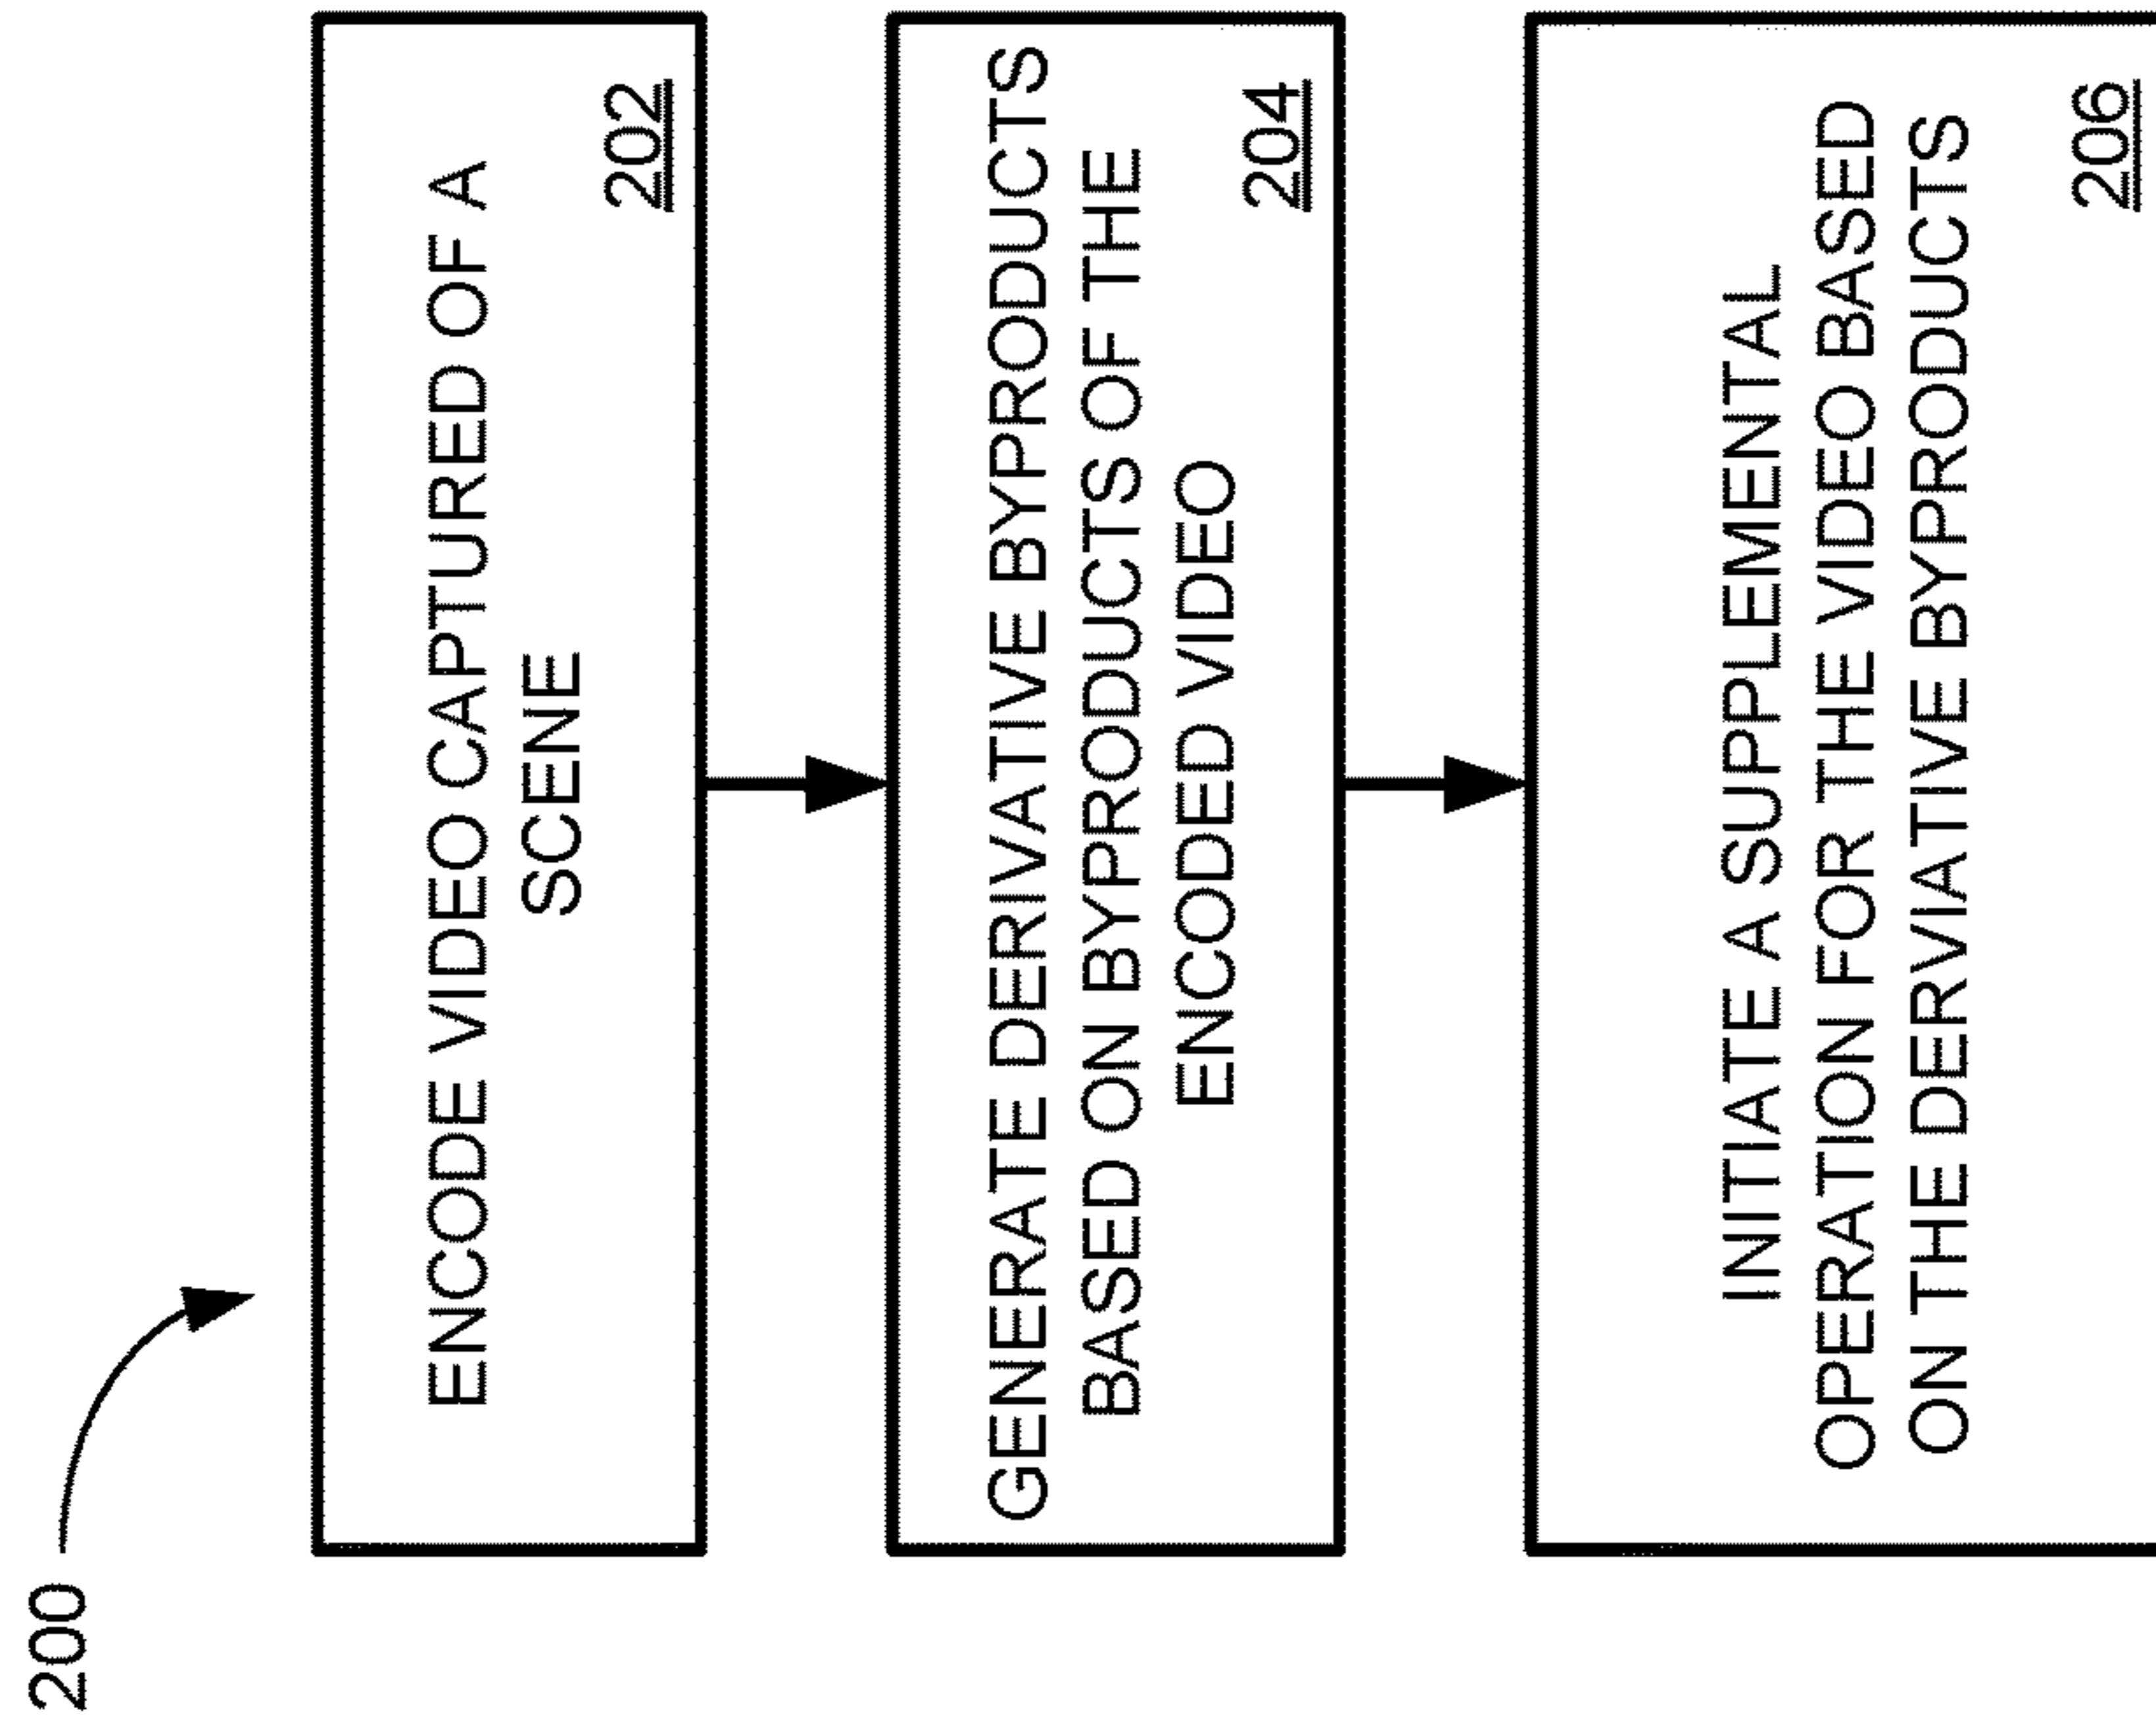 200
ENCODE VIDEO CAPTURED OF A
SCENE
202
GENERATE DERIVATIVE BYPRODUCTS
BASED ON BYPRODUCTS OF THE
ENCODED VIDEO
204
INITIATE A SUPPLEMENTAL
OPERATION FOR THE VIDEO BASED
ON THE DERVIATIVE BYPRODUCTS
206